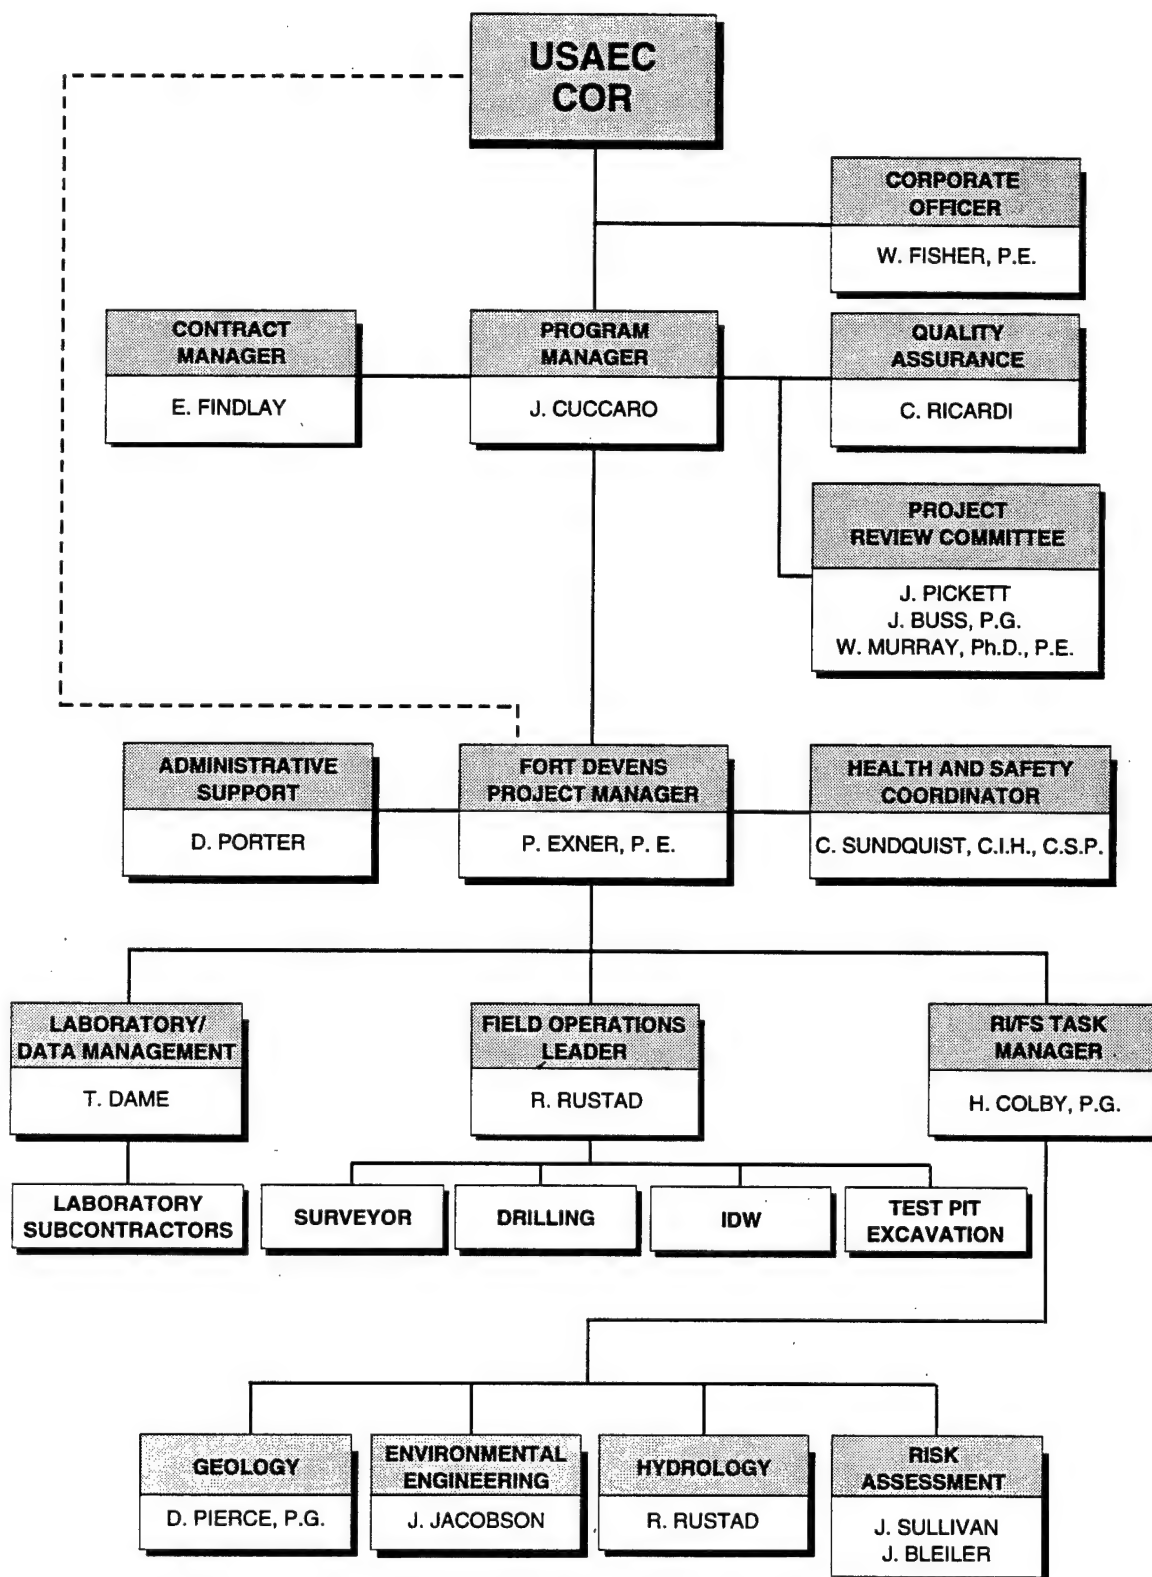 USAEC
COR
CORPORATE
OFFICER
W. FISHER, P.E.
CONTRACT
MANAGER
E. FINDLAY
PROGRAM
MANAGER
J. CUCCARO
QUALITY
ASSURANCE
C. RICARDI
PROJECT
REVIEW COMMITTEE
J. PICKETT
J. BUSS, P.G.
W. MURRAY, Ph.D., P.E.
ADMINISTRATIVE
SUPPORT
D. PORTER
FORT DEVENS
PROJECT MANAGER
P. EXNER, P. E.
HEALTH AND SAFETY
COORDINATOR
C. SUNDQUIST, C.I.H., C.S.P.
LABORATORY/
DATA MANAGEMENT
T. DAME
FIELD OPERATIONS
LEADER
R. RUSTAD
RI/FS TASK
MANAGER
H. COLBY, P.G.
LABORATORY
SUBCONTRACTORS
SURVEYOR
DRILLING
IDW
TEST PIT
EXCAVATION
GEOLOGY
D. PIERCE, P.G.
ENVIRONMENTAL
ENGINEERING
J. JACOBSON
HYDROLOGY
R. RUSTAD
RISK
ASSESSMENT
J. SULLIVAN
J. BLEILER